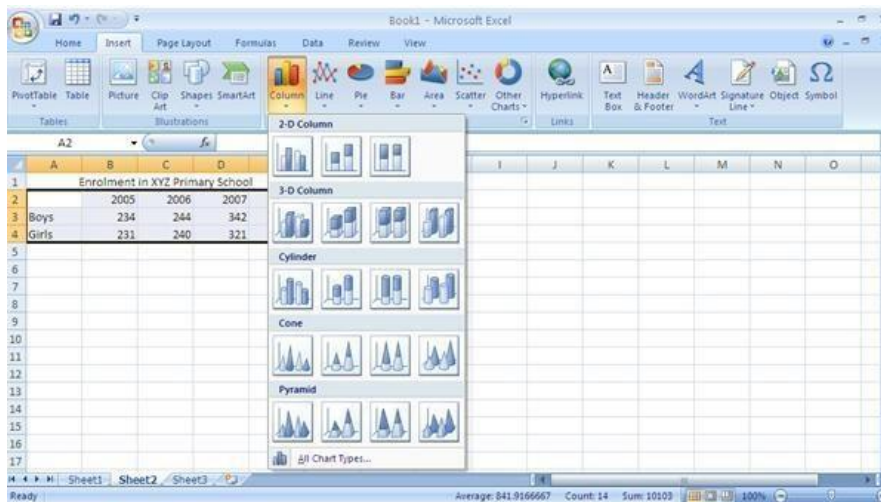 Book1 - Microsoft Excel
Home Insert Page Layout Formulas Data Review View
PivotTable Table Picture Clip Art Shapes SmartArt Column Line Pie Bar Area Scatter Other Charts Hyperlink Text Box Header & Footer WordArt Signature Line Object Symbol
Tables Illustrations Links Text
A2 fx
2-D Column
A B C D I J K L M N O
1 Enrolment in XYZ Primary School
2 2005 2006 2007
3 Boys 234 244 342
4 Girls 231 240 321
5
6
7
8
9
10
11
12
13
14
15
16
17
3-D Column
Cylinder
Cone
Pyramid
All Chart Types...
Sheet1 Sheet2 Sheet3
Ready Average: 841.9166667 Count: 14 Sum: 10103 100%